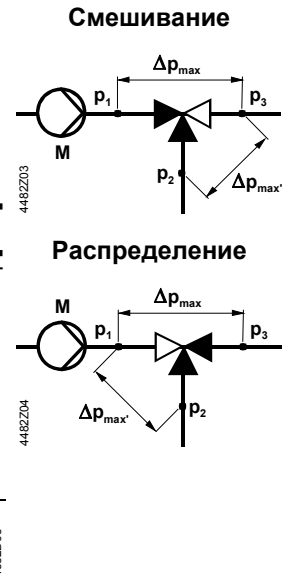 Смешивание
Δpmax
p1
p3
M
p2
Δpmax'
4482Z03
Распределение
M
Δpmax
p1
p3
Δpmax'
p2
4482Z04